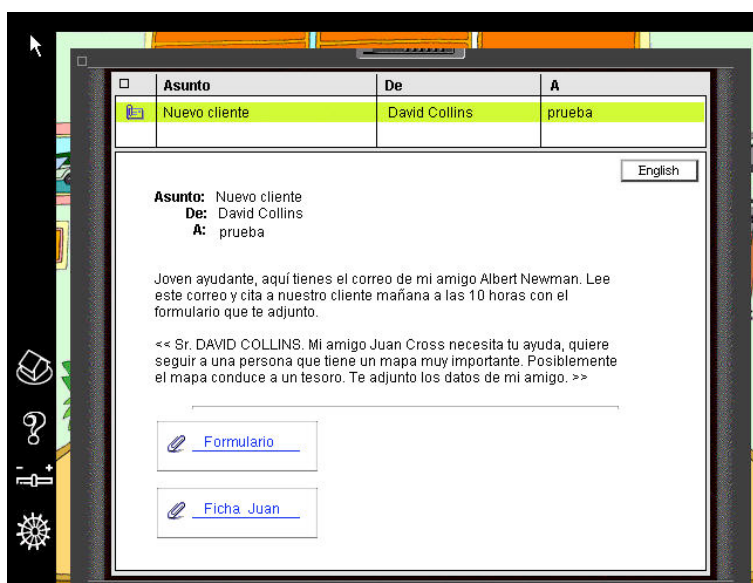 Asunto De A
Nuevo cliente David Collins prueba
English
Asunto: Nuevo cliente
De: David Collins
A: prueba
Joven ayudante, aquí tienes el correo de mi amigo Albert Newman. Lee
este correo y cita a nuestro cliente mañana a las 10 horas con el
formulario que te adjunto.
<< Sr. DAVID COLLINS. Mi amigo Juan Cross necesita tu ayuda, quiere
seguir a una persona que tiene un mapa muy importante. Posiblemente
el mapa conduce a un tesoro. Te adjunto los datos de mi amigo. >>
Formulario
Ficha Juan